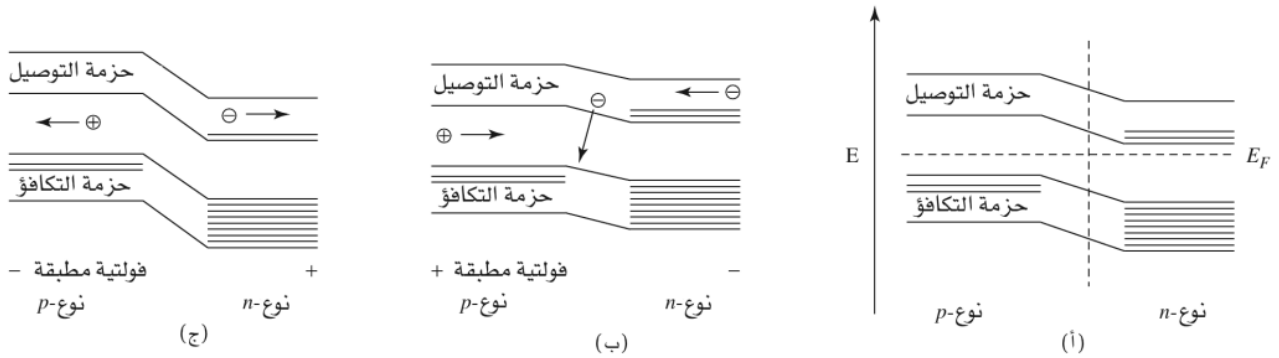 حزمة التوصيل
E
E_F
حزمة التكافؤ
نوع-p
نوع-n
(أ)
حزمة التوصيل
⊖
⊖
⊕
حزمة التكافؤ
+ فولتية مطبقة −
نوع-p
نوع-n
(ب)
حزمة التوصيل
⊖
⊕
حزمة التكافؤ
− فولتية مطبقة +
نوع-p
نوع-n
(ج)